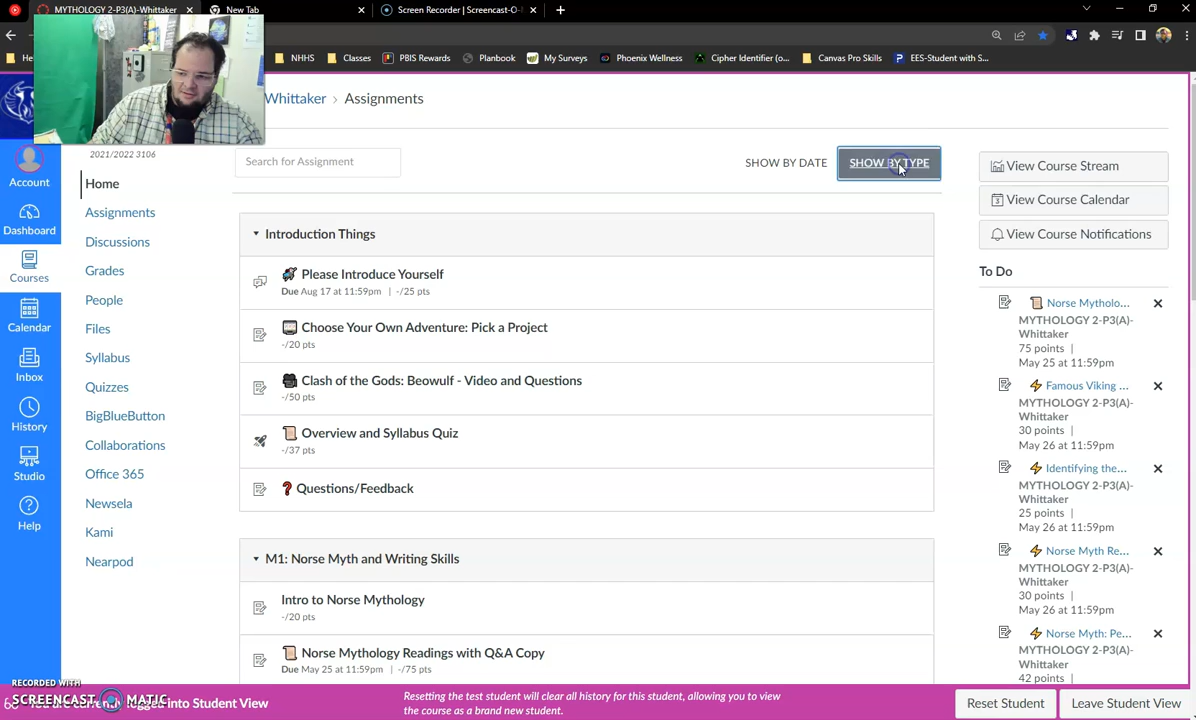 MYTHOLOGY 2-P3(A)-Whittaker
New Tab
Screen Recorder | Screencast-O-
He
NHHS
Classes
PBIS Rewards
Planbook
My Surveys
Phoenix Wellness
Cipher Identifier (o...
Canvas Pro Skills
EES-Student with S...
Whittaker › Assignments
2021/2022 3106
Search for Assignment
SHOW BY DATE
SHOW BY TYPE
Account
Dashboard
Courses
Calendar
Inbox
History
Studio
Help
Home
Assignments
Discussions
Grades
People
Files
Syllabus
Quizzes
BigBlueButton
Collaborations
Office 365
Newsela
Kami
Nearpod
Introduction Things
Please Introduce Yourself
Due Aug 17 at 11:59pm | -/25 pts
Choose Your Own Adventure: Pick a Project
-/20 pts
Clash of the Gods: Beowulf - Video and Questions
-/50 pts
Overview and Syllabus Quiz
-/37 pts
❓ Questions/Feedback
M1: Norse Myth and Writing Skills
Intro to Norse Mythology
-/20 pts
Norse Mythology Readings with Q&A Copy
Due May 25 at 11:59pm | -/75 pts
View Course Stream
View Course Calendar
View Course Notifications
To Do
Norse Mytholo...
MYTHOLOGY 2-P3(A)-
Whittaker
75 points |
May 25 at 11:59pm
Famous Viking ...
MYTHOLOGY 2-P3(A)-
Whittaker
30 points |
May 26 at 11:59pm
Identifying the...
MYTHOLOGY 2-P3(A)-
Whittaker
25 points |
May 26 at 11:59pm
Norse Myth Re...
MYTHOLOGY 2-P3(A)-
Whittaker
30 points |
May 26 at 11:59pm
Norse Myth: Pe...
MYTHOLOGY 2-P3(A)-
Whittaker
42 points |
RECORDED WITH
SCREENCAST MATIC
You are currently logged into Student View
Resetting the test student will clear all history for this student, allowing you to view
the course as a brand new student.
Reset Student
Leave Student View